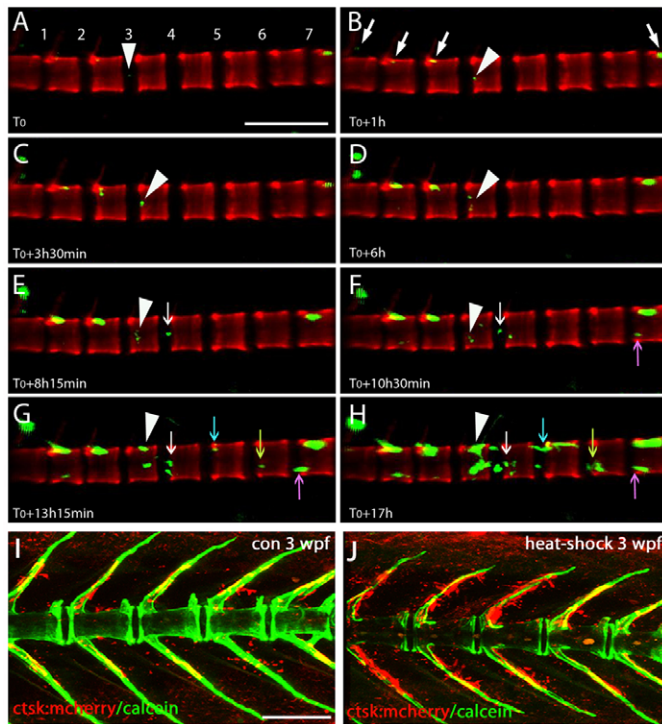 A
1 2 3 4 5 6 7
T0
B
T0+1h
C
T0+3h30min
D
T0+6h
E
T0+8h15min
F
T0+10h30min
G
T0+13h15min
H
T0+17h
I
con 3 wpf
ctsk:mcherry/calcein
J
heat-shock 3 wpf
ctsk:mcherry/calcein